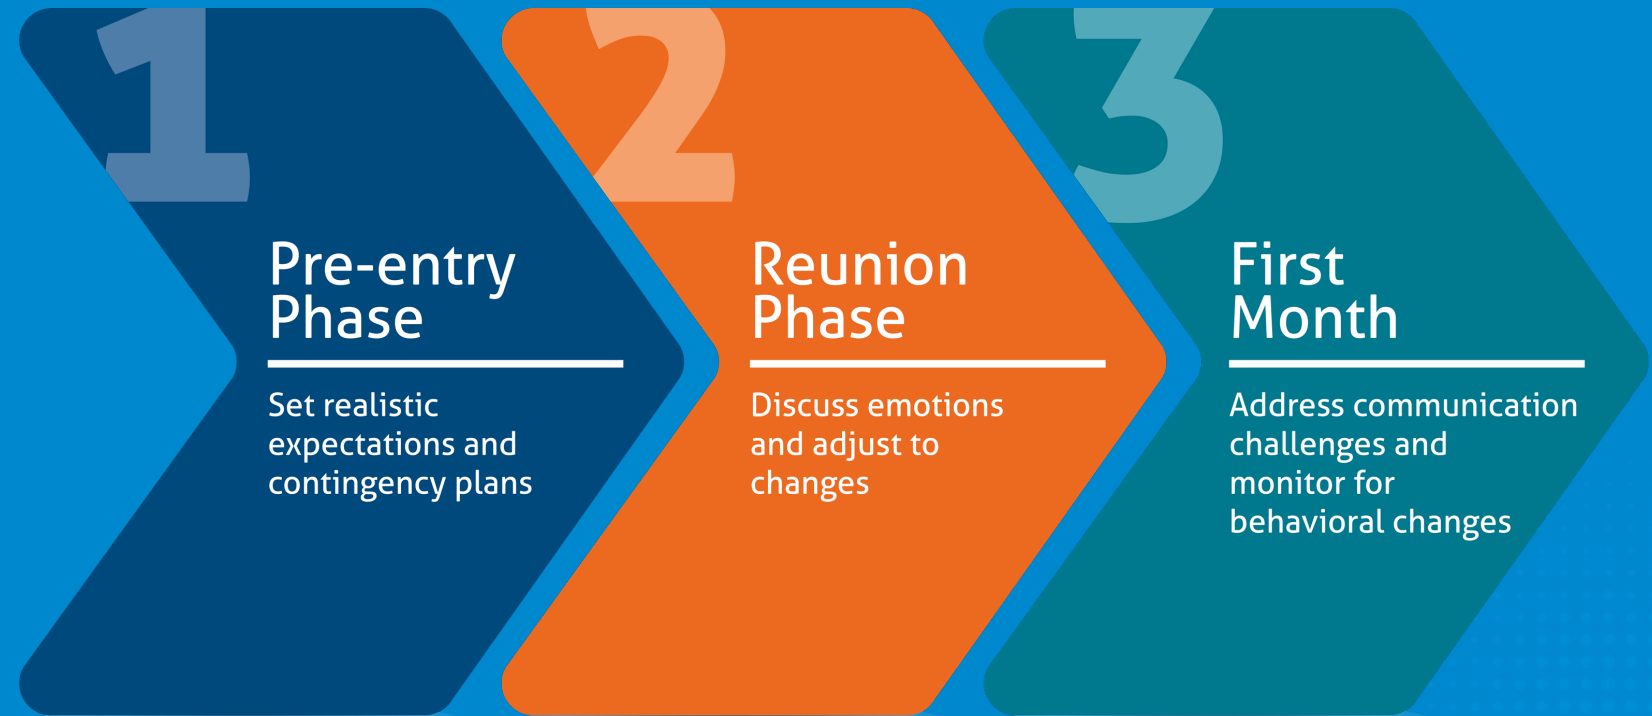 1
Pre-entry
Phase
Set realistic
expectations and
contingency plans
2
Reunion
Phase
Discuss emotions
and adjust to
changes
3
First
Month
Address communication
challenges and
monitor for
behavioral changes